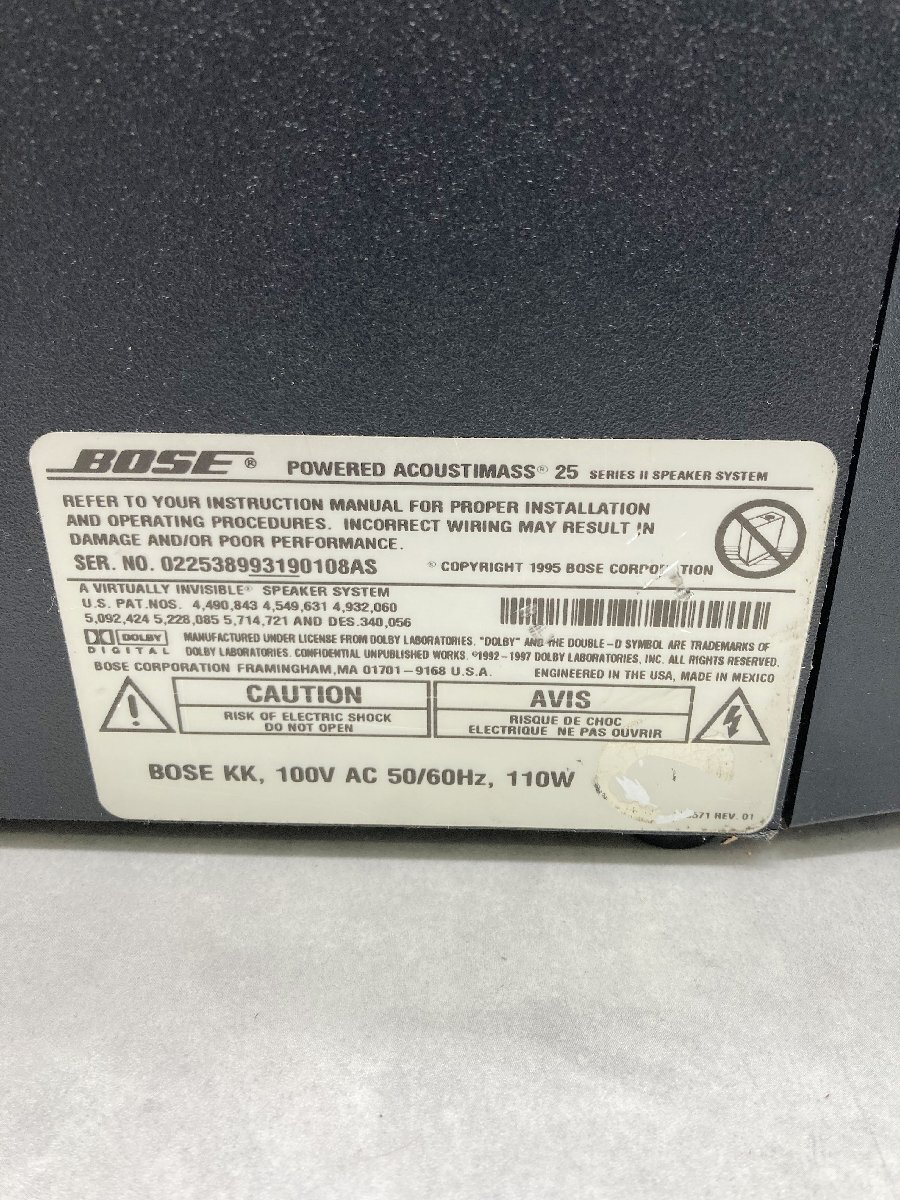 BOSE® POWERED ACOUSTIMASS® 25 SERIES II SPEAKER SYSTEM
REFER TO YOUR INSTRUCTION MANUAL FOR PROPER INSTALLATION
AND OPERATING PROCEDURES. INCORRECT WIRING MAY RESULT IN
DAMAGE AND/OR POOR PERFORMANCE.
SER. NO. 022538993190108AS © COPYRIGHT 1995 BOSE CORPORATION
A VIRTUALLY INVISIBLE® SPEAKER SYSTEM
U.S. PAT.NOS. 4,490,843 4,549,631 4,932,060
5,092,424 5,228,085 5,714,721 AND DES.340,056
DOLBY DIGITAL
MANUFACTURED UNDER LICENSE FROM DOLBY LABORATORIES. "DOLBY" AND THE DOUBLE-D SYMBOL ARE TRADEMARKS OF
DOLBY LABORATORIES. CONFIDENTIAL UNPUBLISHED WORKS. ©1992-1997 DOLBY LABORATORIES, INC. ALL RIGHTS RESERVED.
BOSE CORPORATION FRAMINGHAM,MA 01701-9168 U.S.A. ENGINEERED IN THE USA, MADE IN MEXICO
CAUTION
RISK OF ELECTRIC SHOCK
DO NOT OPEN
AVIS
RISQUE DE CHOC
ELECTRIQUE NE PAS OUVRIR
BOSE KK, 100V AC 50/60Hz, 110W
REV. 01